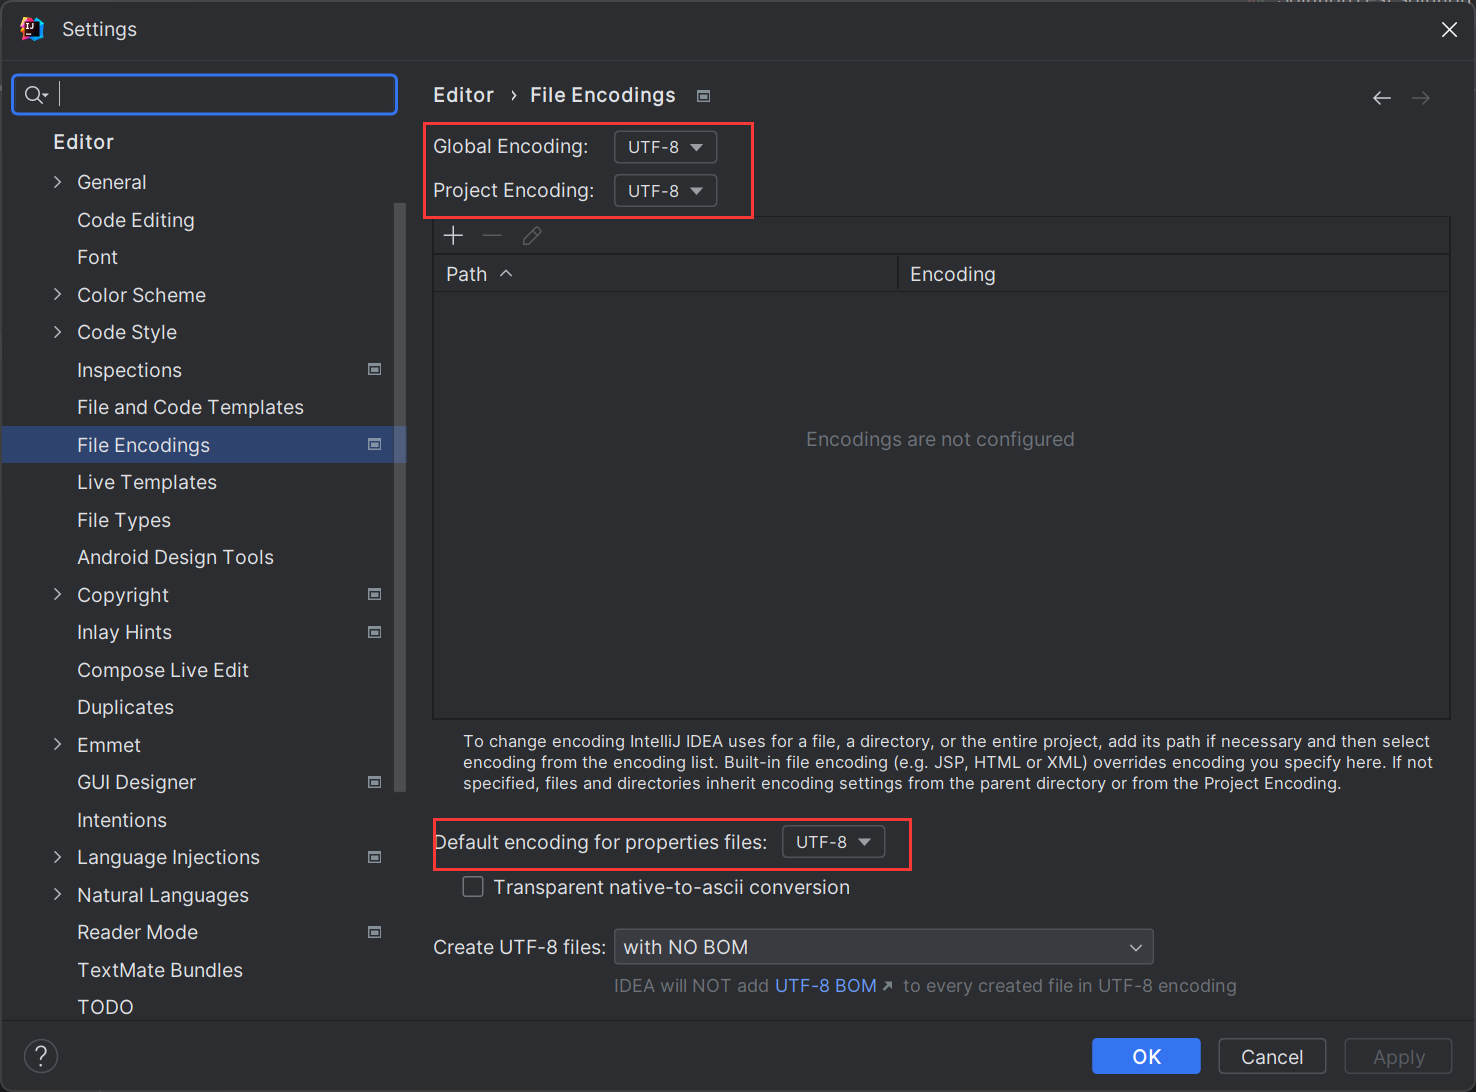 Settings
Editor › File Encodings
Editor
General
Code Editing
Font
Color Scheme
Code Style
Inspections
File and Code Templates
File Encodings
Live Templates
File Types
Android Design Tools
Copyright
Inlay Hints
Compose Live Edit
Duplicates
Emmet
GUI Designer
Intentions
Language Injections
Natural Languages
Reader Mode
TextMate Bundles
TODO
Global Encoding: UTF-8
Project Encoding: UTF-8
Path Encoding
Encodings are not configured
To change encoding IntelliJ IDEA uses for a file, a directory, or the entire project, add its path if necessary and then select
encoding from the encoding list. Built-in file encoding (e.g. JSP, HTML or XML) overrides encoding you specify here. If not
specified, files and directories inherit encoding settings from the parent directory or from the Project Encoding.
Default encoding for properties files: UTF-8
Transparent native-to-ascii conversion
Create UTF-8 files: with NO BOM
IDEA will NOT add UTF-8 BOM ↗ to every created file in UTF-8 encoding
?
OK Cancel Apply